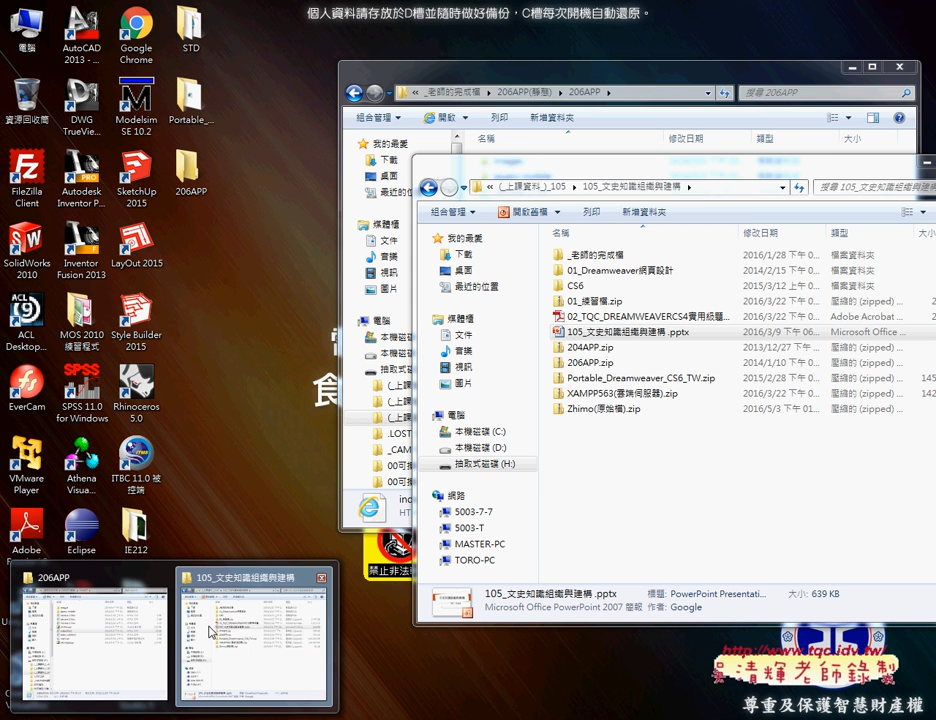 個人資料請存放於D槽並隨時做好備份，C槽每次開機自動還原。
電腦
AutoCAD 2013 - ...
Google Chrome
STD
資源回收筒
DWG TrueView...
Modelsim SE 10.2
Portable_...
FileZilla Client
Autodesk Inventor P...
SketchUp 2015
206APP
SolidWorks 2010
Inventor Fusion 2013
LayOut 2015
ACL Desktop...
MOS 2010 練習程式
Style Builder 2015
EverCam
SPSS 11.0 for Windows
Rhinoceros 5.0
VMware Player
Athena Visua...
ITBC 11.0 被控端
Adobe
Eclipse
IE212
« _老師的完成檔 ▸ 206APP(靜態) ▸ 206APP ▸
搜尋 206APP
組合管理 ▼ 開啟 ▼ 列印 新增資料夾
我的最愛
下載
桌面
最近的位
媒體櫃
文件
音樂
視訊
圖片
電腦
本機磁碟
本機磁碟
抽取式磁
(_上課
(_上課
(_上課
.LOST
_CAM
00可
00可
名稱 修改日期 類型 大小
« (_上課資料_)_105 ▸ 105_文史知識組織與建構 ▸
搜尋 105_文史知識組織與建構
組合管理 ▼ 開啟舊檔 ▼ 列印 新增資料夾
我的最愛
下載
桌面
最近的位置
媒體櫃
文件
音樂
視訊
圖片
電腦
本機磁碟 (C:)
本機磁碟 (D:)
抽取式磁碟 (H:)
網路
5003-7-7
5003-T
MASTER-PC
TORO-PC
名稱 修改日期 類型 大小
_老師的完成檔 2016/1/28 下午 0... 檔案資料夾
01_Dreamweaver網頁設計 2014/2/15 下午 0... 檔案資料夾
CS6 2015/3/12 上午 0... 檔案資料夾
01_練習檔.zip 2016/3/22 下午 0... 壓縮的 (zipped) ...
02_TQC_DREAMWEAVERCS4實用級題... 2016/3/22 下午 0... Adobe Acrobat ...
105_文史知識組織與建構 .pptx 2016/3/9 下午 06... Microsoft Office ...
204APP.zip 2013/12/27 下午... 壓縮的 (zipped) ...
206APP.zip 2014/1/10 下午 0... 壓縮的 (zipped) ...
Portable_Dreamweaver_CS6_TW.zip 2015/2/28 下午 0... 壓縮的 (zipped) ... 145
XAMPP563(雲端伺服器).zip 2016/3/22 下午 0... 壓縮的 (zipped) ... 142
Zhimo(原始檔).zip 2016/5/3 下午 01... 壓縮的 (zipped) ...
105_文史知識組織與建構 .pptx 標題: PowerPoint Presentati... 大小: 639 KB
Microsoft Office PowerPoint 2007 簡報 作者: Google
食
禁止非法
206APP
105_文史知識組織與建構
http://www.tqc.idv.tw/
吳清輝老師錄製
尊重及保護智慧財產權